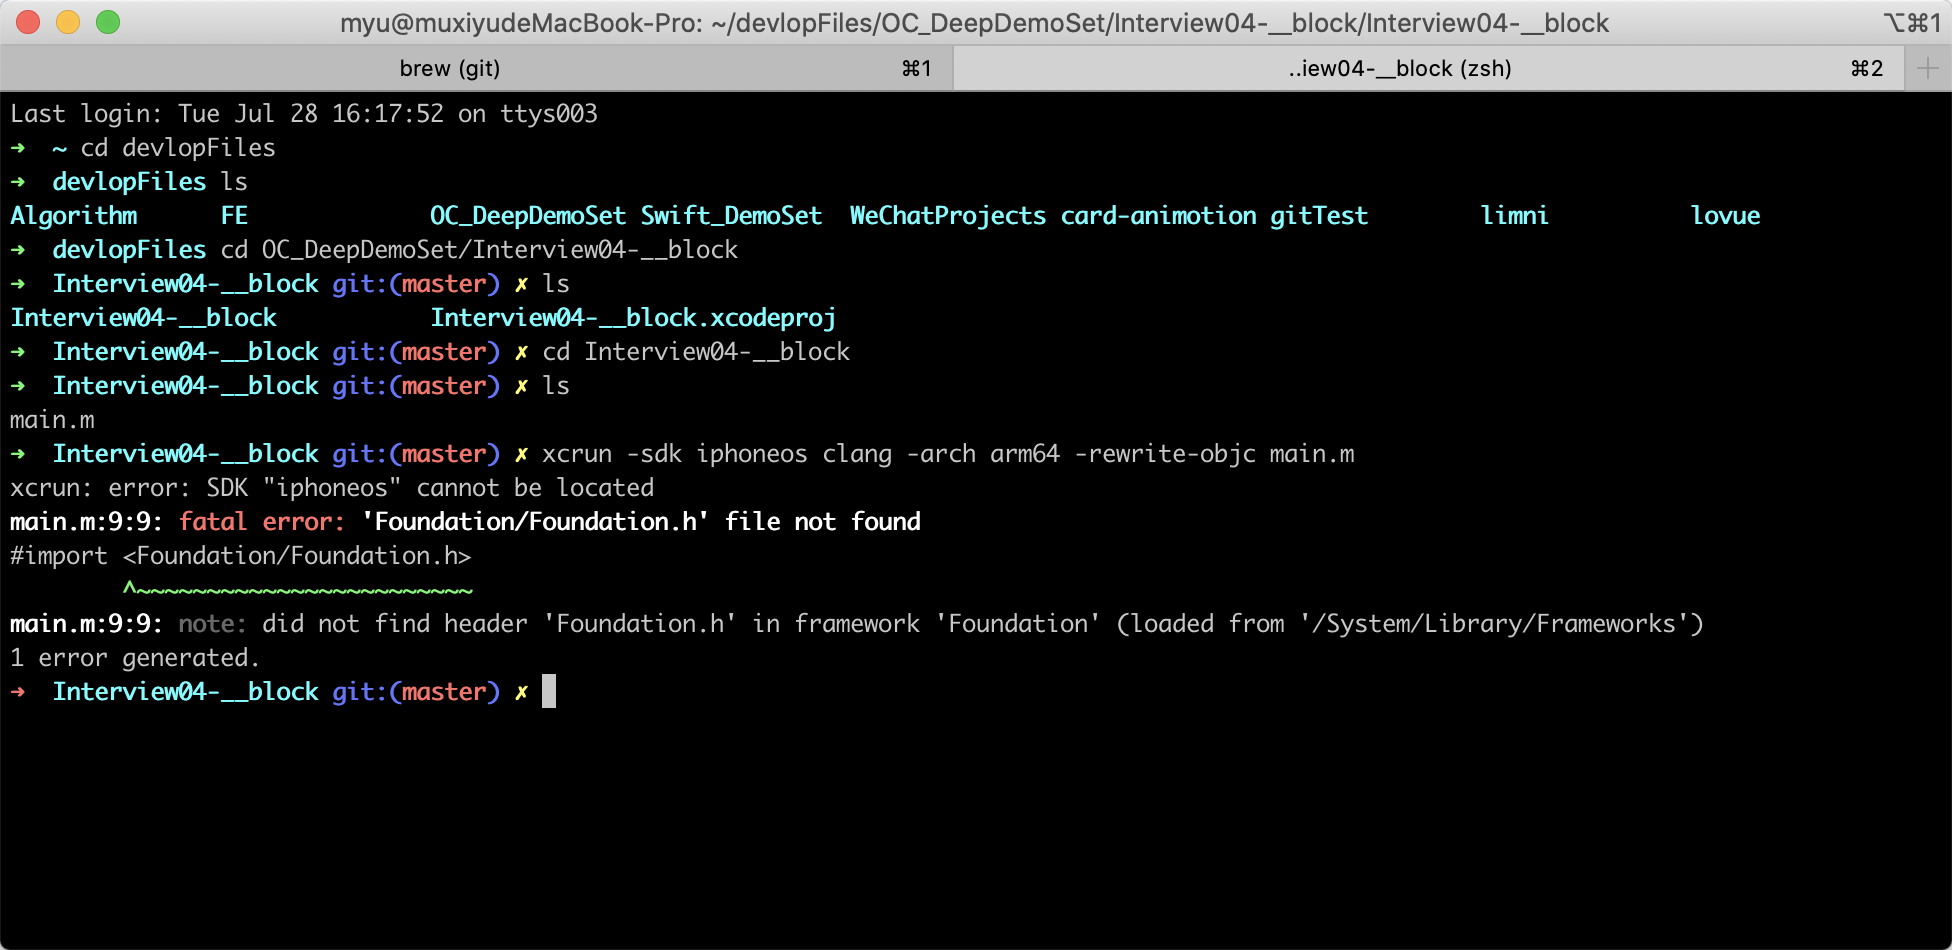 myu@muxiyudeMacBook-Pro: ~/devlopFiles/OC_DeepDemoSet/Interview04-__block/Interview04-__block ⌥⌘1
brew (git) ⌘1 ..iew04-__block (zsh) ⌘2
Last login: Tue Jul 28 16:17:52 on ttys003
➜  ~ cd devlopFiles
➜  devlopFiles ls
Algorithm FE OC_DeepDemoSet Swift_DemoSet WeChatProjects card-animotion gitTest limni lovue
➜  devlopFiles cd OC_DeepDemoSet/Interview04-__block
➜  Interview04-__block git:(master) ✗ ls
Interview04-__block Interview04-__block.xcodeproj
➜  Interview04-__block git:(master) ✗ cd Interview04-__block
➜  Interview04-__block git:(master) ✗ ls
main.m
➜  Interview04-__block git:(master) ✗ xcrun -sdk iphoneos clang -arch arm64 -rewrite-objc main.m
xcrun: error: SDK "iphoneos" cannot be located
main.m:9:9: fatal error: 'Foundation/Foundation.h' file not found
#import <Foundation/Foundation.h>
^~~~~~~~~~~~~~~~~~~~~~~~~
main.m:9:9: note: did not find header 'Foundation.h' in framework 'Foundation' (loaded from '/System/Library/Frameworks')
1 error generated.
➜  Interview04-__block git:(master) ✗